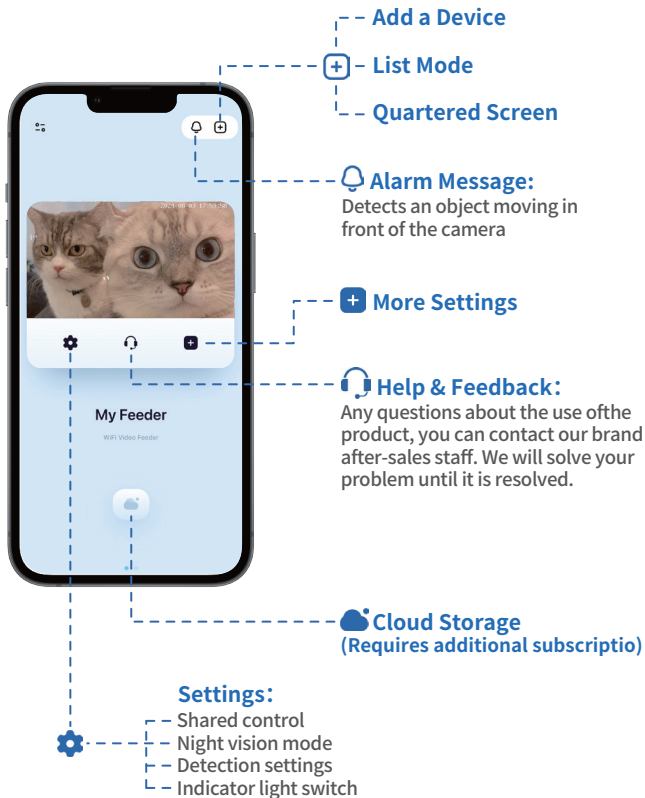 Add a Device
List Mode
Quartered Screen
Alarm Message:
Detects an object moving in
front of the camera
More Settings
Help & Feedback:
Any questions about the use ofthe
product, you can contact our brand
after-sales staff. We will solve your
problem until it is resolved.
My Feeder
WiFi Video Feeder
Cloud Storage
(Requires additional subscriptio)
Settings:
Shared control
Night vision mode
Detection settings
Indicator light switch